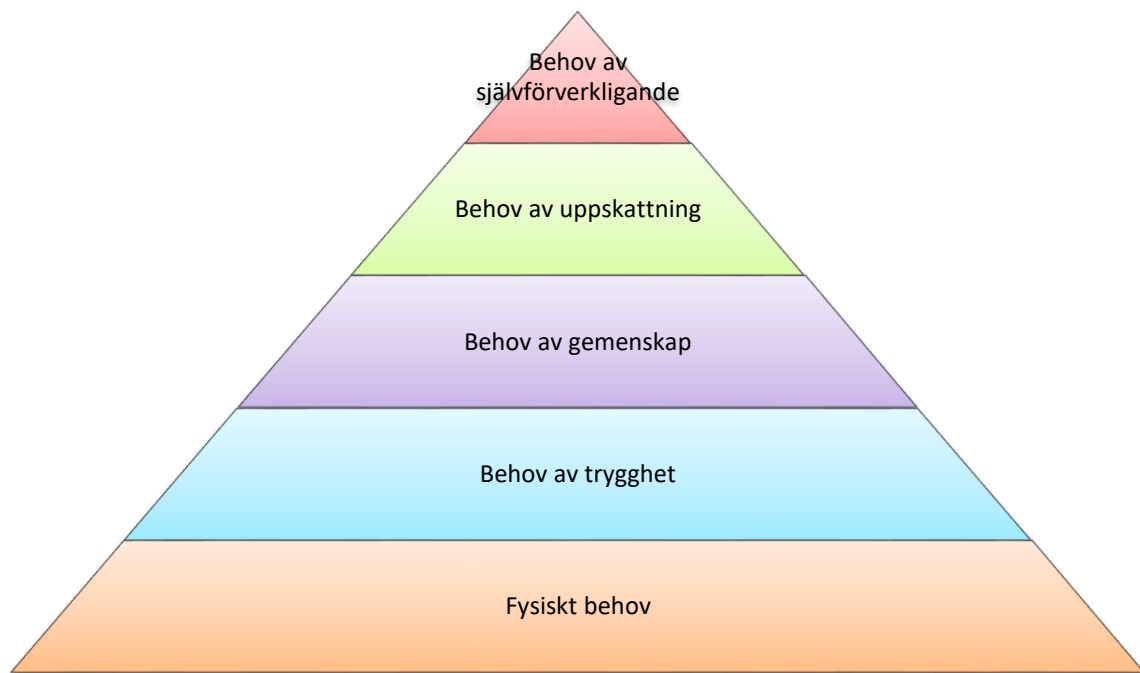 Behov av
självförverkligande
Behov av uppskattning
Behov av gemenskap
Behov av trygghet
Fysiskt behov